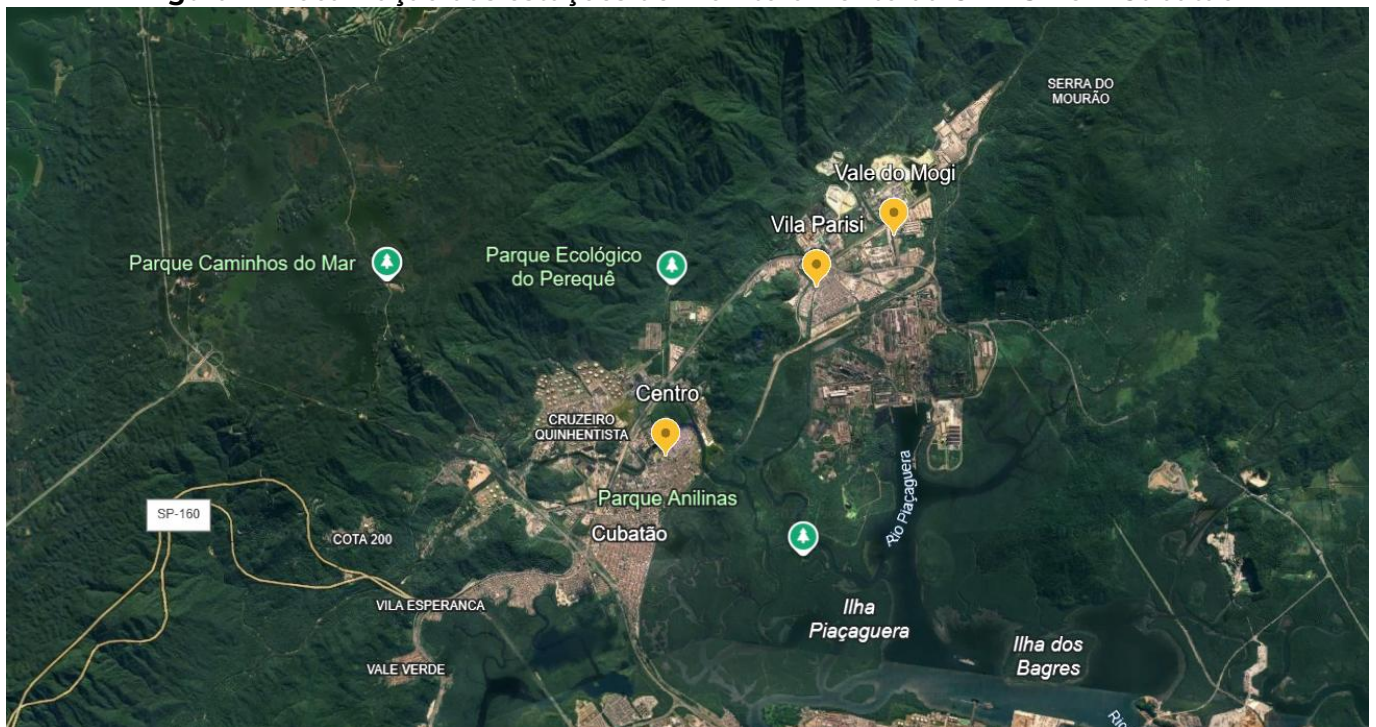 SERRA DO
MOURÃO
Vale do Mogi
Vila Parisi
Parque Ecológico
do Perequê
Parque Caminhos do Mar
Centro
CRUZEIRO
QUINHENTISTA
Parque Anilinas
SP-160
Cubatão
COTA 200
Rio Piaçaguera
VILA ESPERANCA
Ilha
Piaçaguera
Ilha dos
Bagres
VALE VERDE
Rio